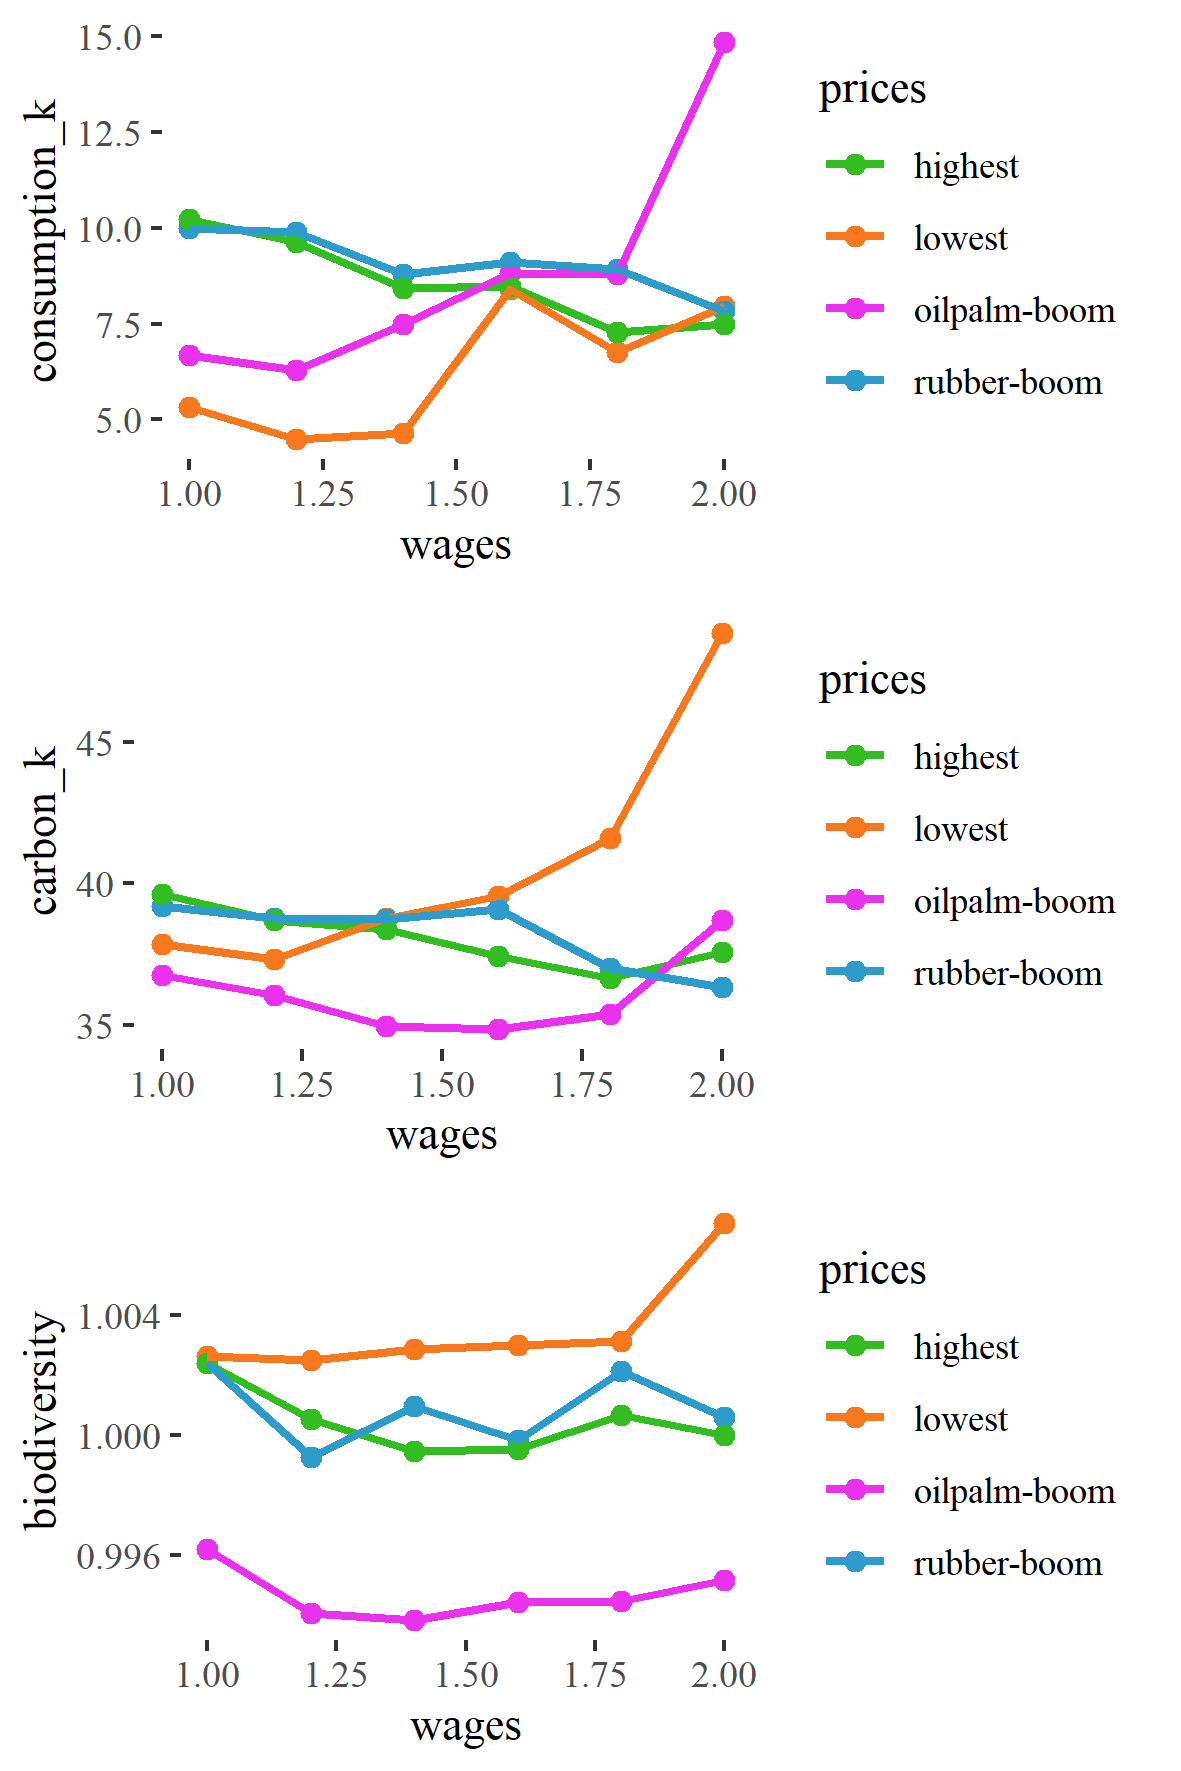 consumption_k
15.0
12.5
10.0
7.5
5.0
1.00 1.25 1.50 1.75 2.00
wages
prices
highest
lowest
oilpalm-boom
rubber-boom
carbon_k
45
40
35
1.00 1.25 1.50 1.75 2.00
wages
prices
highest
lowest
oilpalm-boom
rubber-boom
biodiversity
1.004
1.000
0.996
1.00 1.25 1.50 1.75 2.00
wages
prices
highest
lowest
oilpalm-boom
rubber-boom